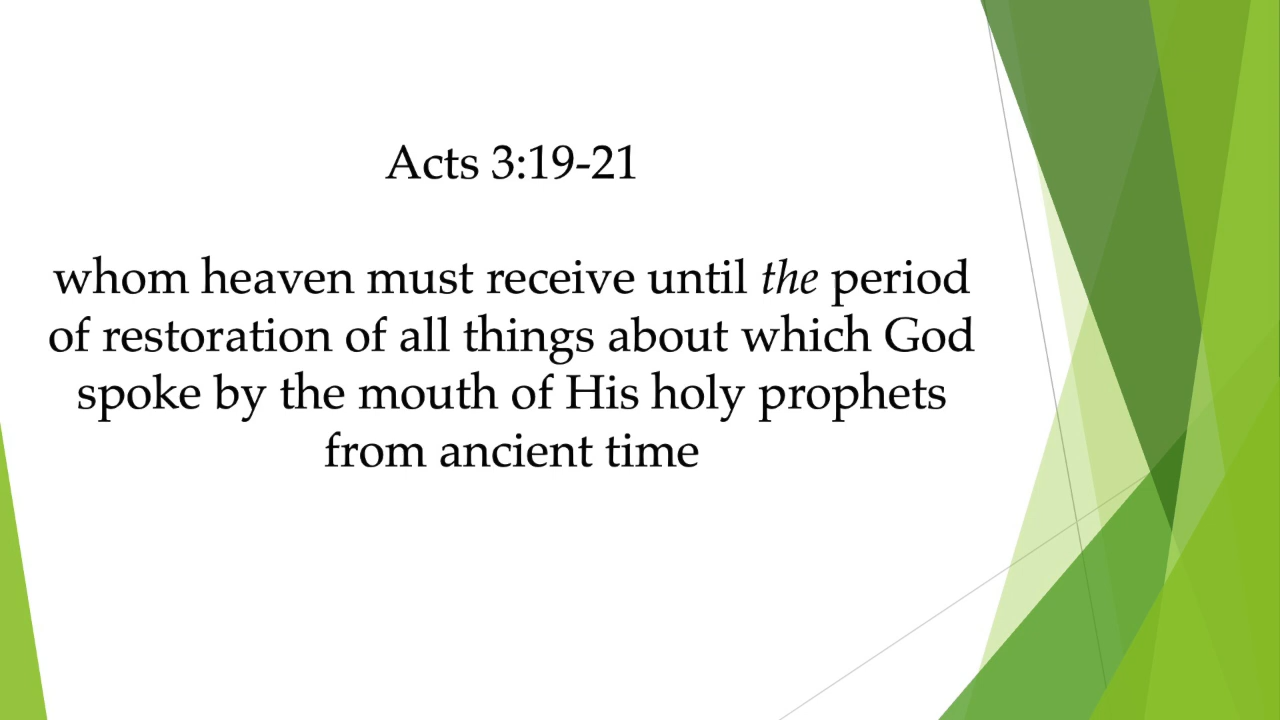 Acts 3:19-21
whom heaven must receive until the period
of restoration of all things about which God
spoke by the mouth of His holy prophets
from ancient time